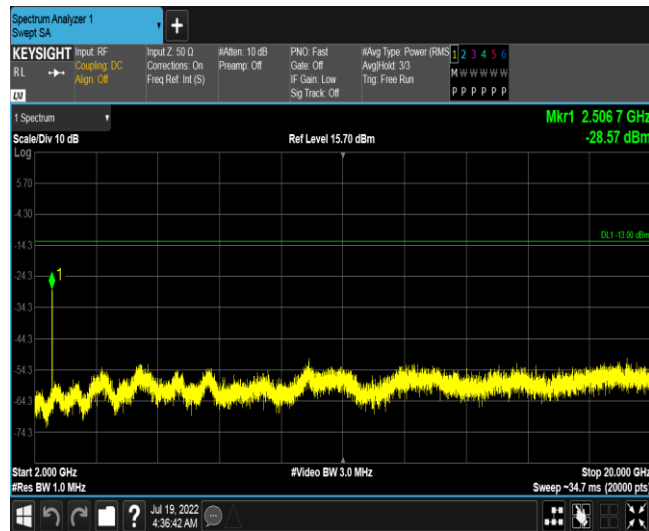 Spectrum Analyzer 1
Swept SA
KEYSIGHT
RL
LXI
Input: RF
Coupling: DC
Align: Off
Input Z: 50 Ω
Corrections: On
Freq Ref: Int (S)
#Atten: 10 dB
Preamp: Off
PNO: Fast
Gate: Off
IF Gain: Low
Sig Track: Off
#Avg Type: Power (RMS
Avg|Hold: 3/3
Trig: Free Run
1 2 3 4 5 6
M W W W W W
P P P P P P
1 Spectrum
Scale/Div 10 dB
Log
Ref Level 15.70 dBm
Mkr1 2.506 7 GHz
-28.57 dBm
5.70
-4.30
DL1 -13.00 dBm
-14.3
-24.3
1
-34.3
-44.3
-54.3
-64.3
-74.3
Start 2.000 GHz
#Res BW 1.0 MHz
#Video BW 3.0 MHz
Stop 20.000 GHz
Sweep ~34.7 ms (20000 pts)
?
Jul 19, 2022
4:36:42 AM